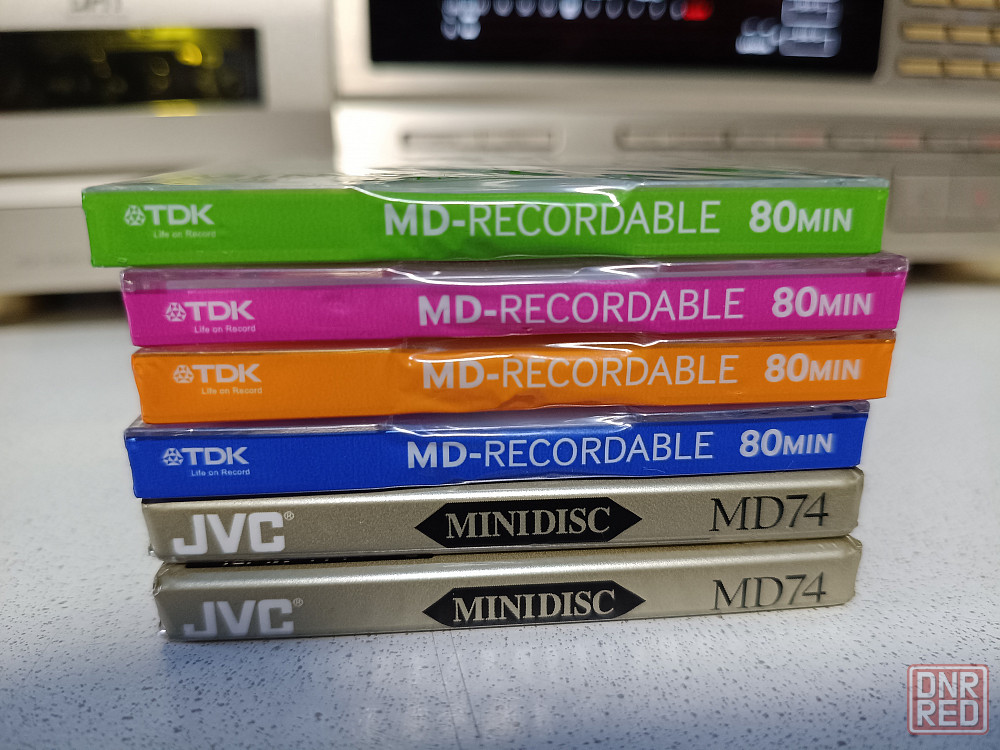 TDK MD-RECORDABLE 80MIN
Life on Record
TDK MD-RECORDABLE 80MIN
Life on Record
TDK MD-RECORDABLE 80MIN
Life on Record
TDK MD-RECORDABLE 80MIN
Life on Record
JVC® MINIDISC MD74
JVC® MINIDISC MD74
DNR
RED